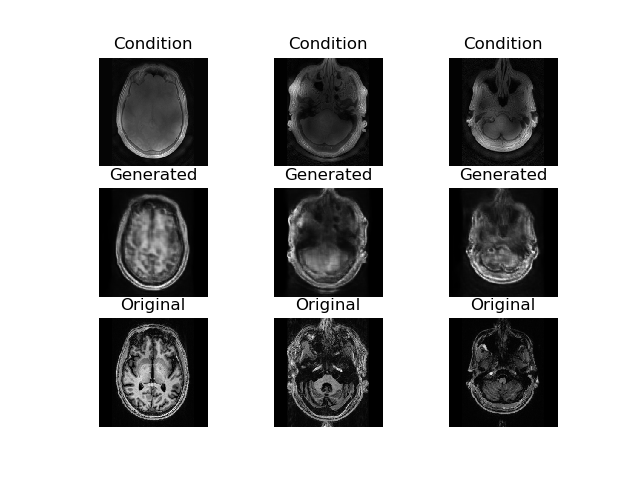 Condition Condition Condition
Generated Generated Generated
Original Original Original